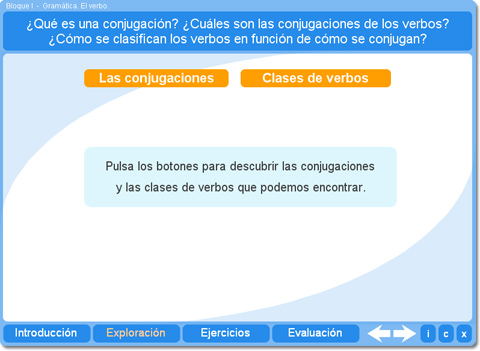 Bloque I - Gramática. El verbo.
¿Qué es una conjugación? ¿Cuáles son las conjugaciones de los verbos?
¿Cómo se clasifican los verbos en función de cómo se conjugan?
Las conjugaciones
Clases de verbos
Pulsa los botones para descubrir las conjugaciones
y las clases de verbos que podemos encontrar.
Introducción
Exploración
Ejercicios
Evaluación
i
c
x